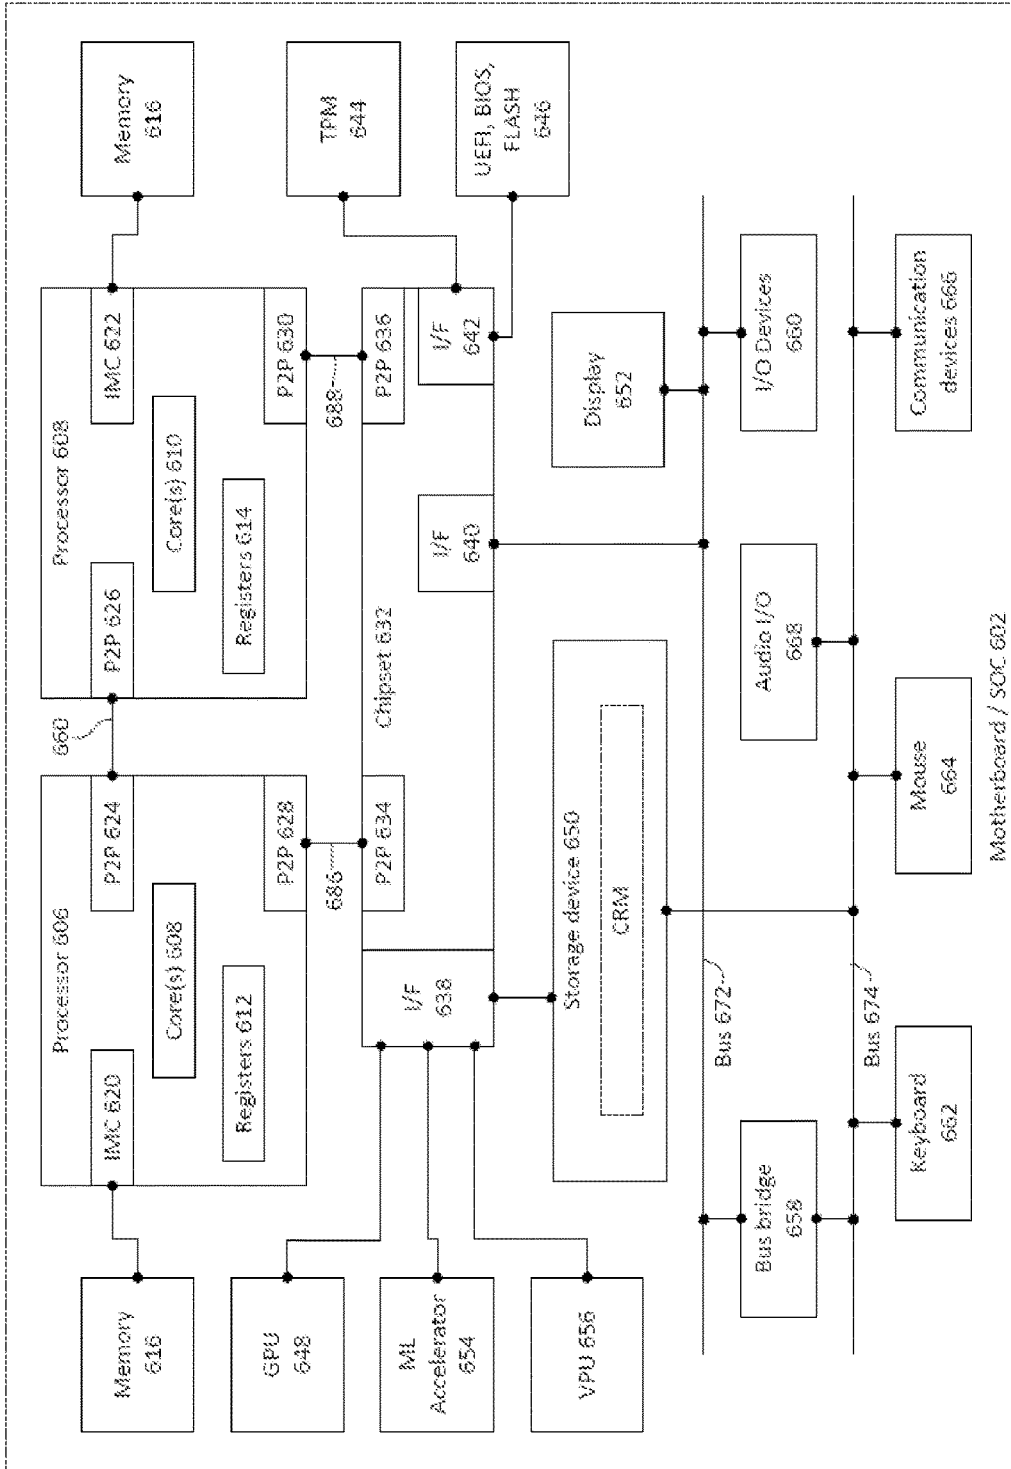 Memory
616
Processor 606
IMC 620
P2P 624
Core(s) 608
Registers 612
P2P 628
660
Processor 608
P2P 626
IMC 622
Core(s) 610
Registers 614
P2P 630
Memory
616
GPU
648
ML
Accelerator
654
VPU 656
686
688
I/F
638
P2P 634
Chipset 632
P2P 636
I/F
640
I/F
642
TPM
644
UEFI, BIOS,
FLASH
646
Storage device 650
CRM
Display
652
Bus 672
Bus bridge
658
Audio I/O
668
I/O Devices
660
Bus 674
Keyboard
662
Mouse
664
Communication
devices 666
Motherboard / SOC 602